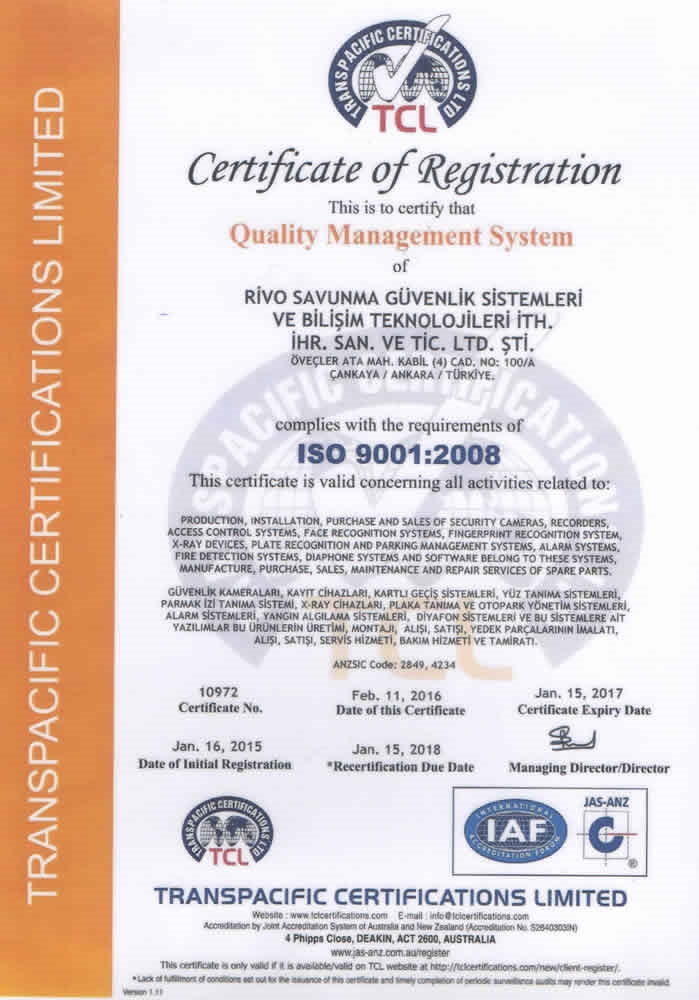 TRANSPACIFIC CERTIFICATIONS LIMITED
TRANSPACIFIC CERTIFICATIONS LTD
TCL
Certificate of Registration
This is to certify that
Quality Management System
of
RİVO SAVUNMA GÜVENLİK SİSTEMLERİ
VE BİLİŞİM TEKNOLOJİLERİ İTH.
İHR. SAN. VE TİC. LTD. ŞTİ.
ÖVEÇLER ATA MAH. KABİL (4) CAD. NO: 100/A
ÇANKAYA / ANKARA / TÜRKİYE.
complies with the requirements of
ISO 9001:2008
This certificate is valid concerning all activities related to:
PRODUCTION, INSTALLATION, PURCHASE AND SALES OF SECURITY CAMERAS, RECORDERS,
ACCESS CONTROL SYSTEMS, FACE RECOGNITION SYSTEMS, FINGERPRINT RECOGNITION SYSTEM,
X-RAY DEVICES, PLATE RECOGNITION AND PARKING MANAGEMENT SYSTEMS, ALARM SYSTEMS,
FIRE DETECTION SYSTEMS, DIAPHONE SYSTEMS AND SOFTWARE BELONG TO THESE SYSTEMS,
MANUFACTURE, PURCHASE, SALES, MAINTENANCE AND REPAIR SERVICES OF SPARE PARTS.
GÜVENLİK KAMERALARI, KAYIT CİHAZLARI, KARTLI GEÇİŞ SİSTEMLERİ, YÜZ TANIMA SİSTEMLERİ,
PARMAK İZİ TANIMA SİSTEMİ, X-RAY CİHAZLARI, PLAKA TANIMA VE OTOPARK YÖNETİM SİSTEMLERİ,
ALARM SİSTEMLERİ, YANGIN ALGILAMA SİSTEMLERİ, DİYAFON SİSTEMLERİ VE BU SİSTEMLERE AİT
YAZILIMLAR BU ÜRÜNLERİN ÜRETİMİ, MONTAJI, ALIŞI, SATIŞI, YEDEK PARÇALARININ İMALATI,
ALIŞI, SATIŞI, SERVİS HİZMETİ, BAKIM HİZMETİ VE TAMİRATI.
ANZSIC Code: 2849, 4234
10972
Certificate No.
Feb. 11, 2016
Date of this Certificate
Jan. 15, 2017
Certificate Expiry Date
Jan. 16, 2015
Date of Initial Registration
Jan. 15, 2018
*Recertification Due Date
Managing Director/Director
TRANSPACIFIC CERTIFICATIONS LTD
TCL
INTERNATIONAL
IAF
ACCREDITATION FORUM
JAS-ANZ
C
®
TRANSPACIFIC CERTIFICATIONS LIMITED
Website : www.tclcertifications.com E-mail : info@tclcertifications.com
Accreditation by Joint Accreditation System of Australia and New Zealand (Accreditation No. S2840303IN)
4 Phipps Close, DEAKIN, ACT 2600, AUSTRALIA
www.jas-anz.com.au/register
This certificate is only valid if it is available/valid on TCL website at http://tclcertifications.com/new/client-register/.
* Lack of fulfillment of conditions set out for the issuance of this certificate and timely completion of periodic surveillance audits may render this certificate invalid.
Version 1.11